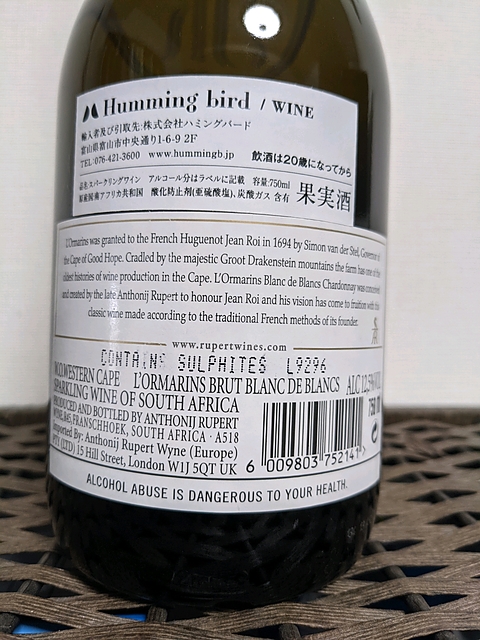 Humming bird / WINE
輸入者及び引取先:株式会社ハミングバード
富山県富山市中央通り1-6-9 2F
TEL:076-421-3600 www.hummingb.jp 飲酒は20歳になってから
品名:スパークリングワイン アルコール分はラベルに記載 容量:750ml
原産国:南アフリカ共和国 酸化防止剤(亜硫酸塩)、炭酸ガス 含有 果実酒
L'Ormarins was granted to the French Huguenot Jean Roi in 1694 by Simon van der Stel, Governor of
the Cape of Good Hope. Cradled by the majestic Groot Drakenstein mountains the farm has one of the
oldest histories of wine production in the Cape. L'Ormarins Blanc de Blancs Chardonnay was conceived
and created by the late Anthonij Rupert to honour Jean Roi and his vision has come to fruition with this
classic wine made according to the traditional French methods of its founder.
www.rupertwines.com
CONTAINS SULPHITES L9296
W.O. WESTERN CAPE L'ORMARINS BRUT BLANC DE BLANCS ALC 12,5% VOL
SPARKLING WINE OF SOUTH AFRICA 750 ml
PRODUCED AND BOTTLED BY ANTHONIJ RUPERT
WYNE, R45, FRANSCHHOEK, SOUTH AFRICA · A518
Imported By: Anthonij Rupert Wyne (Europe)
PTY (LTD) 15 Hill Street, London W1J 5QT UK
6 009803 752141
ALCOHOL ABUSE IS DANGEROUS TO YOUR HEALTH.